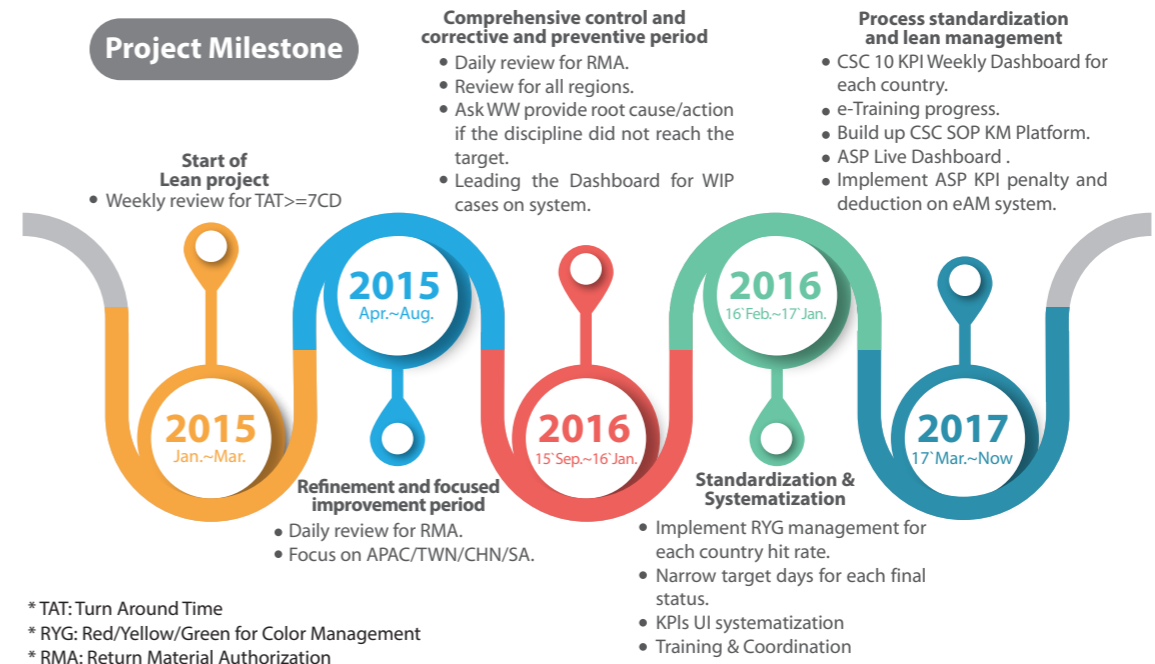 Project Milestone
Start of
Lean project
● Weekly review for TAT>=7CD
2015
Jan.~Mar.
2015
Apr.~Aug.
Refinement and focused
improvement period
● Daily review for RMA.
● Focus on APAC/TWN/CHN/SA.
Comprehensive control and
corrective and preventive period
● Daily review for RMA.
● Review for all regions.
● Ask WW provide root cause/action
if the discipline did not reach the
target.
● Leading the Dashboard for WIP
cases on system.
2016
15`Sep.~16`Jan.
2016
16`Feb.~17`Jan.
Standardization &
Systematization
● Implement RYG management for
each country hit rate.
● Narrow target days for each final
status.
● KPIs UI systematization
● Training & Coordination
Process standardization
and lean management
● CSC 10 KPI Weekly Dashboard for
each country.
● e-Training progress.
● Build up CSC SOP KM Platform.
● ASP Live Dashboard .
● Implement ASP KPI penalty and
deduction on eAM system.
2017
17`Mar.~Now
* TAT: Turn Around Time
* RYG: Red/Yellow/Green for Color Management
* RMA: Return Material Authorization